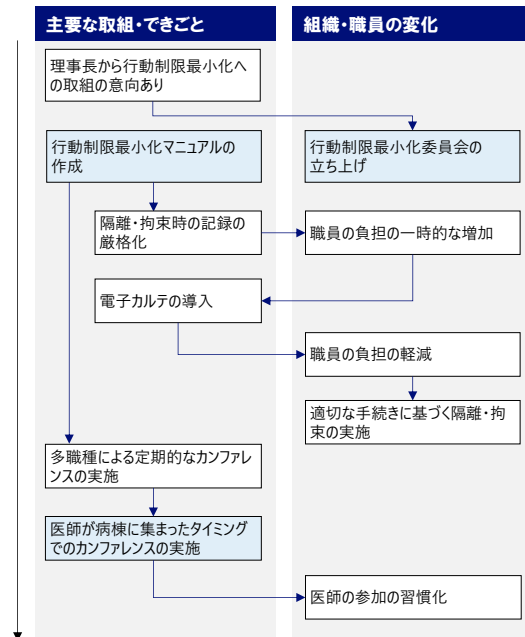 主要な取組・できごと
組織・職員の変化
理事長から行動制限最小化へ
の取組の意向あり
行動制限最小化マニュアルの
作成
行動制限最小化委員会の
立ち上げ
隔離・拘束時の記録の
厳格化
職員の負担の一時的な増加
電子カルテの導入
職員の負担の軽減
適切な手続きに基づく隔離・拘
束の実施
多職種による定期的なカンファレ
ンスの実施
医師が病棟に集まったタイミング
でのカンファレンスの実施
医師の参加の習慣化